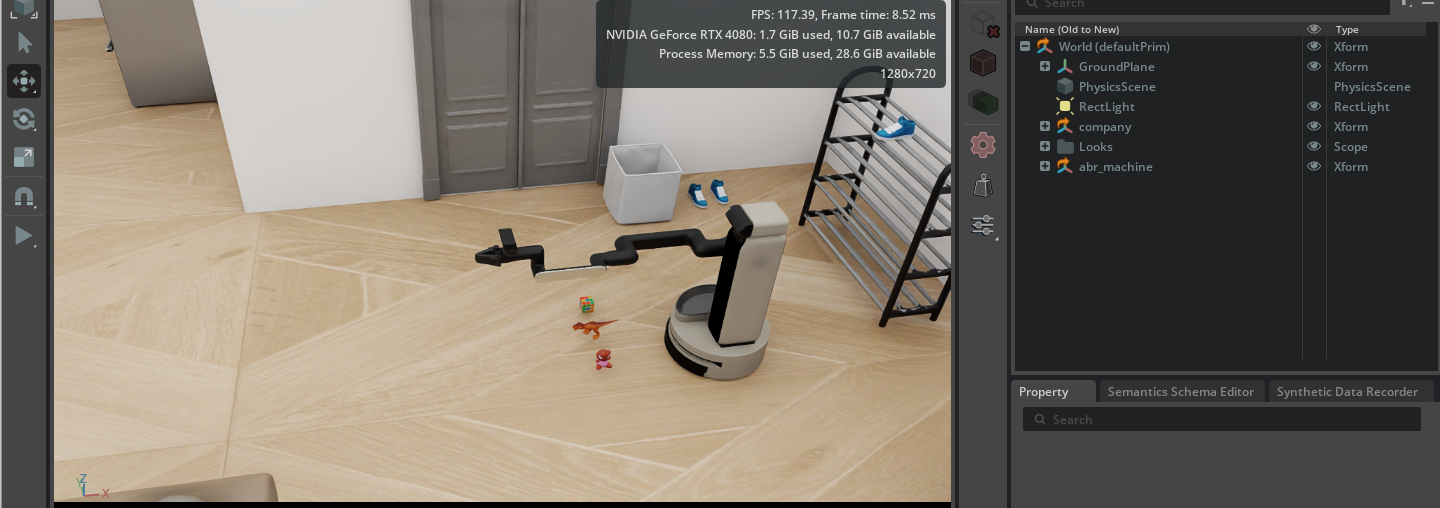 FPS: 117.39, Frame time: 8.52 ms
NVIDIA GeForce RTX 4080: 1.7 GiB used, 10.7 GiB available
Process Memory: 5.5 GiB used, 28.6 GiB available
1280x720
Z
X
Search
Name (Old to New) Type
World (defaultPrim) Xform
GroundPlane Xform
PhysicsScene PhysicsScene
RectLight RectLight
company Xform
Looks Scope
abr_machine Xform
Property Semantics Schema Editor Synthetic Data Recorder
Search